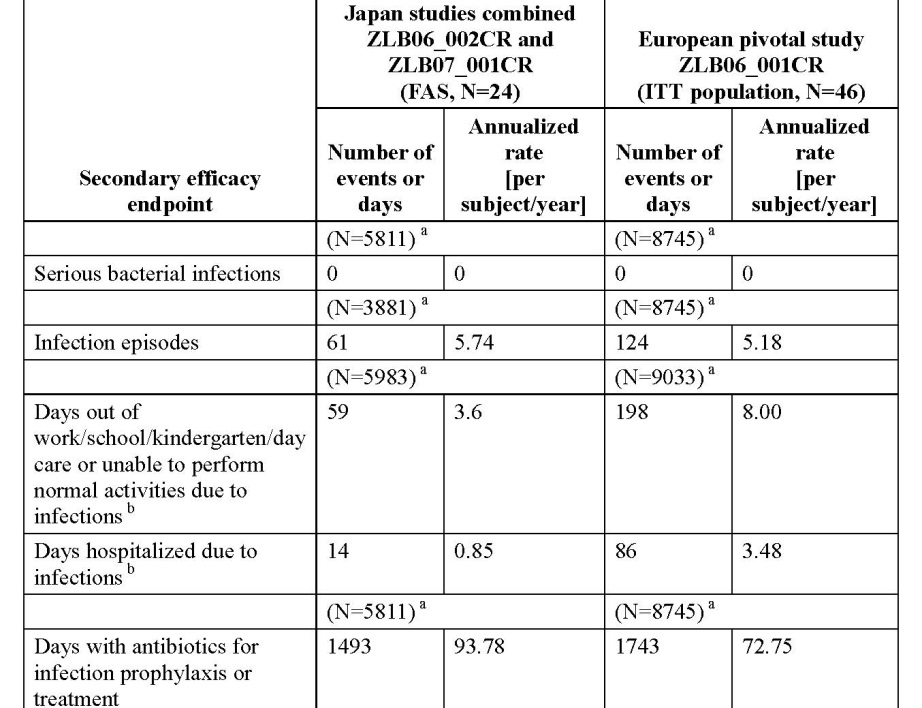 Japan studies combined
ZLB06_002CR and
ZLB07_001CR
(FAS, N=24)
European pivotal study
ZLB06_001CR
(ITT population, N=46)
Secondary efficacy
endpoint
Number of
events or
days
Annualized
rate
[per
subject/year]
Number of
events or
days
Annualized
rate
[per
subject/year]
(N=5811) a
(N=8745) a
Serious bacterial infections
0
0
0
0
(N=3881) a
(N=8745) a
Infection episodes
61
5.74
124
5.18
(N=5983) a
(N=9033) a
Days out of
work/school/kindergarten/day
care or unable to perform
normal activities due to
infections b
59
3.6
198
8.00
Days hospitalized due to
infections b
14
0.85
86
3.48
(N=5811) a
(N=8745) a
Days with antibiotics for
infection prophylaxis or
treatment
1493
93.78
1743
72.75